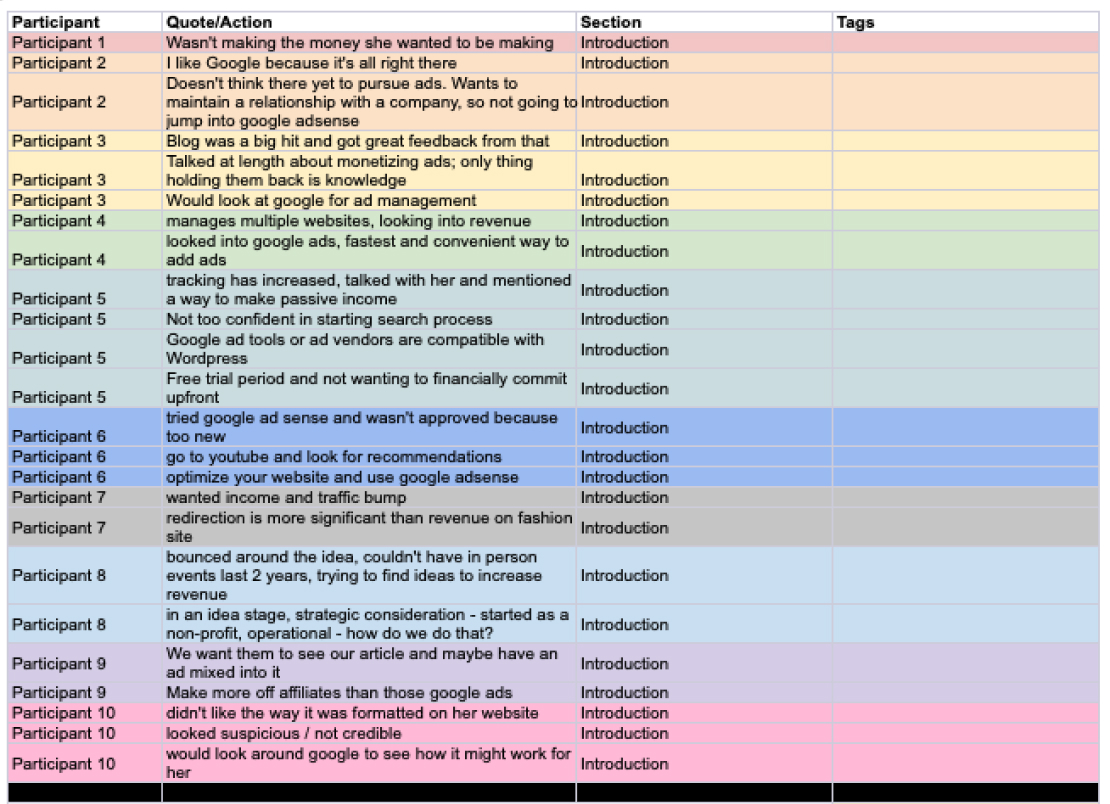 Participant Quote/Action Section Tags
Participant 1 Wasn't making the money she wanted to be making Introduction
Participant 2 I like Google because it's all right there Introduction
Doesn't think there yet to pursue ads. Wants to
Participant 2 maintain a relationship with a company, so not going to Introduction
jump into google adsense
Participant 3 Blog was a big hit and got great feedback from that Introduction
Talked at length about monetizing ads; only thing
Participant 3 holding them back is knowledge Introduction
Participant 3 Would look at google for ad management Introduction
Participant 4 manages multiple websites, looking into revenue Introduction
looked into google ads, fastest and convenient way to
Participant 4 add ads Introduction
tracking has increased, talked with her and mentioned
Participant 5 a way to make passive income Introduction
Participant 5 Not too confident in starting search process Introduction
Google ad tools or ad vendors are compatible with
Participant 5 Wordpress Introduction
Free trial period and not wanting to financially commit
Participant 5 upfront Introduction
tried google ad sense and wasn't approved because
Participant 6 too new Introduction
Participant 6 go to youtube and look for recommendations Introduction
Participant 6 optimize your website and use google adsense Introduction
Participant 7 wanted income and traffic bump Introduction
redirection is more significant than revenue on fashion
Participant 7 site Introduction
bounced around the idea, couldn't have in person
Participant 8 events last 2 years, trying to find ideas to increase Introduction
revenue
in an idea stage, strategic consideration - started as a
Participant 8 non-profit, operational - how do we do that? Introduction
We want them to see our article and maybe have an
Participant 9 ad mixed into it Introduction
Participant 9 Make more off affiliates than those google ads Introduction
Participant 10 didn't like the way it was formatted on her website Introduction
Participant 10 looked suspicious / not credible Introduction
would look around google to see how it might work for
Participant 10 her Introduction